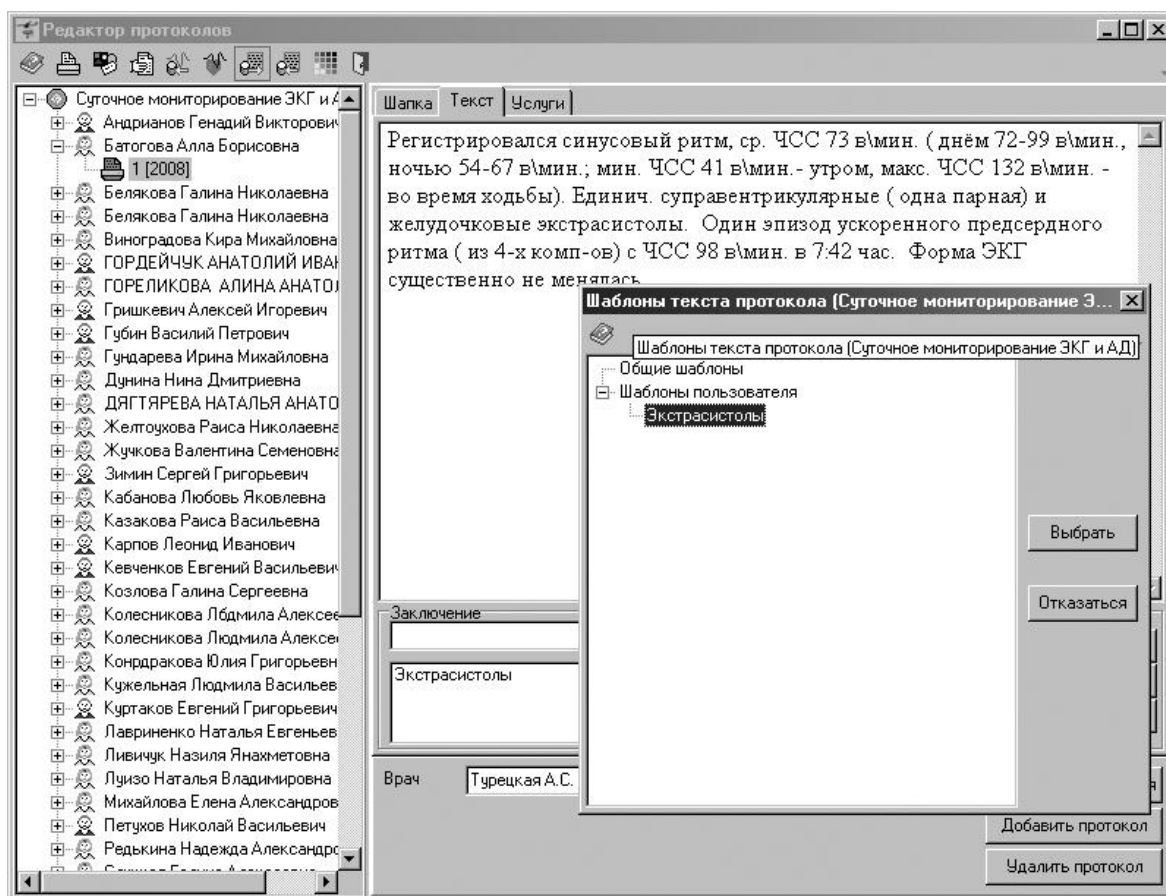 Редактор протоколов
Суточное мониторирование ЭКГ и А
Андрианов Генадий Викторович
Батогова Алла Борисовна
1 [2008]
Белякова Галина Николаевна
Белякова Галина Николаевна
Виноградова Кира Михайловна
ГОРДЕЙЧУК АНАТОЛИЙ ИВАН
ГОРЕЛИКОВА АЛИНА АНАТОЛ
Гришкевич Алексей Игоревич
Губин Василий Петрович
Гундарева Ирина Михайловна
Дунина Нина Дмитриевна
ДЯГТЯРЕВА НАТАЛЬЯ АНАТО
Желтоухова Раиса Николаевна
Жучкова Валентина Семеновна
Зимин Сергей Григорьевич
Кабанова Любовь Яковлевна
Казакова Раиса Васильевна
Карпов Леонид Иванович
Кевченков Евгений Васильевич
Козлова Галина Сергеевна
Колесникова Лбдмила Алексее
Колесникова Людмила Алексее
Конрдракова Юлия Григорьевн
Кужельная Людмила Васильев
Куртаков Евгений Григорьевич
Лавриненко Наталья Евгеньев
Ливичук Назиля Янахметовна
Луизо Наталья Владимировна
Михайлова Елена Александров
Петухов Николай Васильевич
Редькина Надежда Александро
Шапка Текст Услуги
Регистрировался синусовый ритм, ср. ЧСС 73 в\мин. ( днём 72-99 в\мин.,
ночью 54-67 в\мин.; мин. ЧСС 41 в\мин.- утром, макс. ЧСС 132 в\мин. -
во время ходьбы). Единич. суправентрикулярные ( одна парная) и
желудочковые экстрасистолы. Один эпизод ускоренного предсердного
ритма ( из 4-х комп-ов) с ЧСС 98 в\мин. в 7:42 час. Форма ЭКГ
существенно не менялась
Шаблоны текста протокола (Суточное мониторирование Э...
Шаблоны текста протокола (Суточное мониторирование ЭКГ и АД)
Общие шаблоны
Шаблоны пользователя
Экстрасистолы
Выбрать
Отказаться
Заключение
Экстрасистолы
Врач Турецкая А.С.
Добавить протокол
Удалить протокол